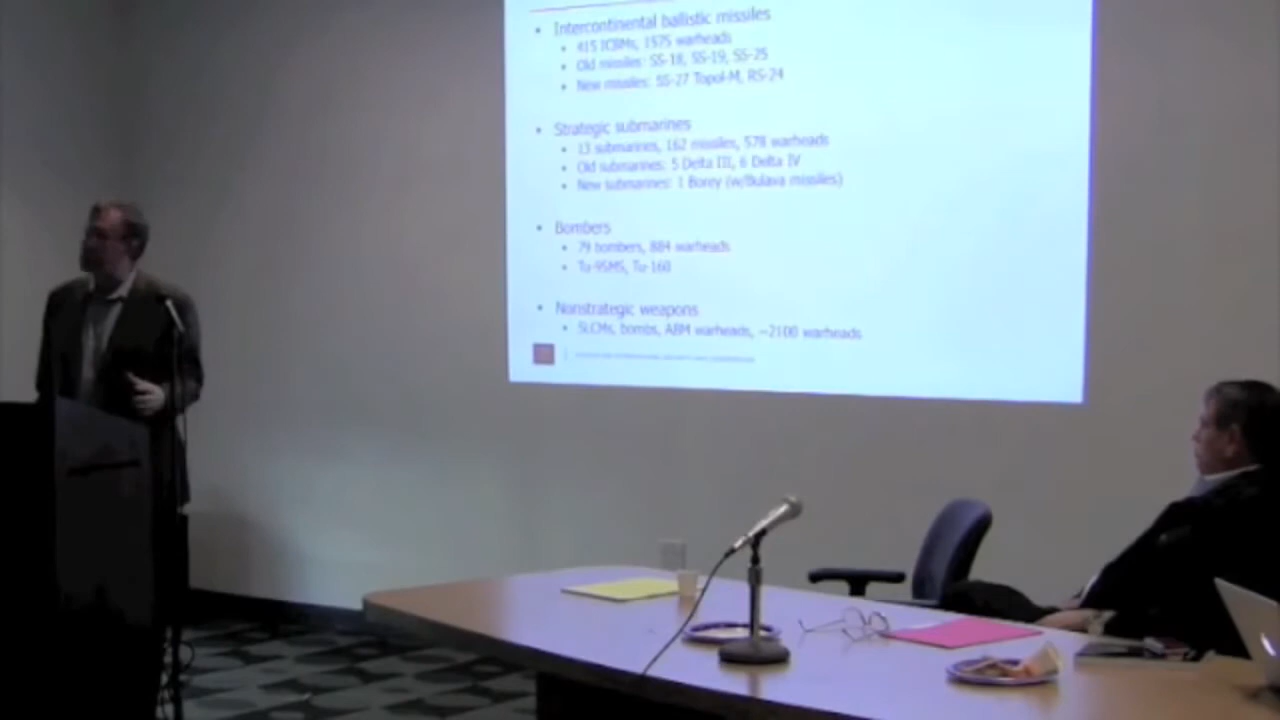 • Intercontinental ballistic missiles
• 415 ICBMs, 1575 warheads
• Old missiles: SS-18, SS-19, SS-25
• New missiles: SS-27 Topol-M, RS-24
• Strategic submarines
• 13 submarines, 162 missiles, 578 warheads
• Old submarines: 5 Delta III, 6 Delta IV
• New submarines: 1 Borey (w/Bulava missiles)
• Bombers
• 79 bombers, 884 warheads
• Tu-95MS, Tu-160
• Nonstrategic weapons
• SLCMs, bombs, ABM warheads, ~2100 warheads